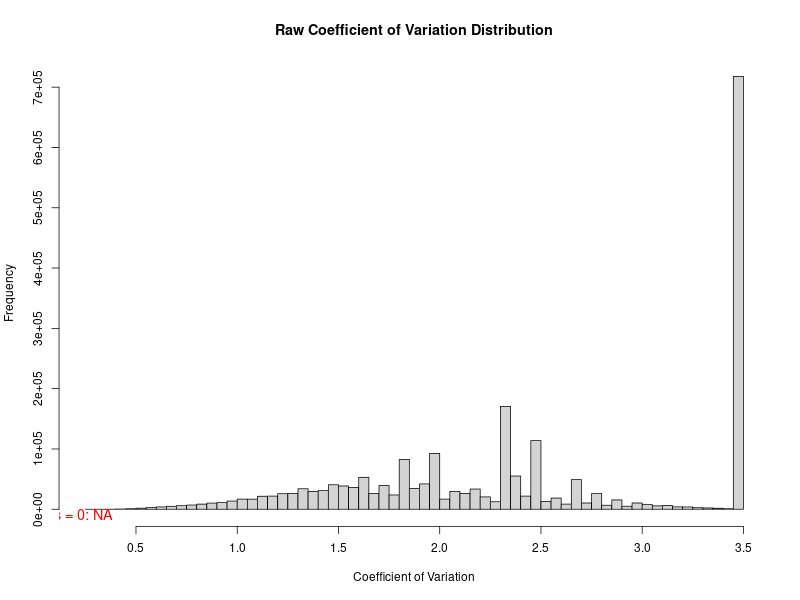 Raw Coefficient of Variation Distribution
Frequency
7e+05
6e+05
5e+05
4e+05
3e+05
2e+05
1e+05
0e+00
= 0: NA
0.5 1.0 1.5 2.0 2.5 3.0 3.5
Coefficient of Variation